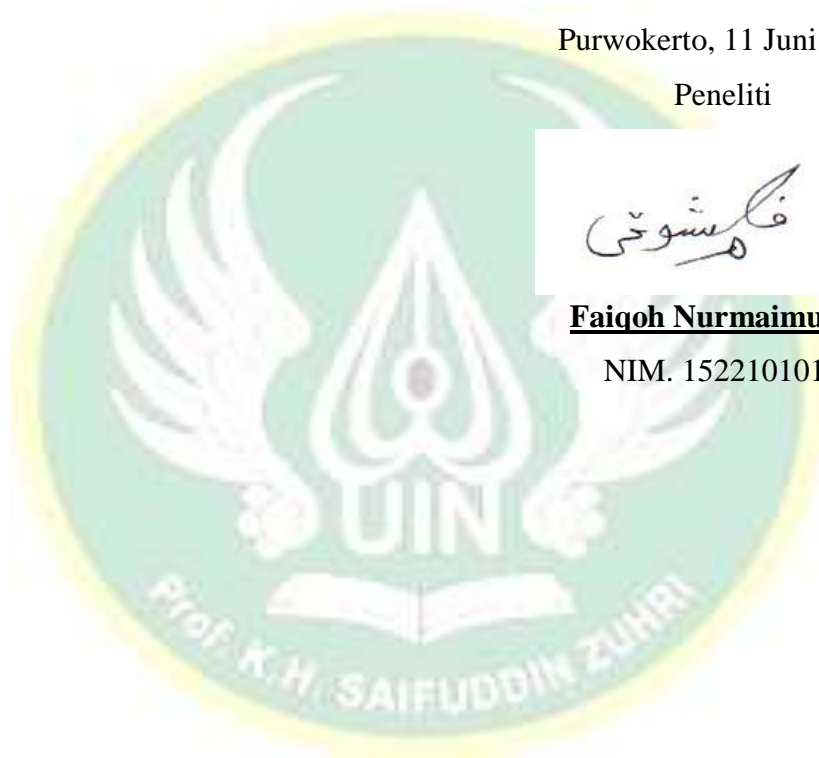 Purwokerto, 11 Juni
Peneliti
Faiqoh Nurmaimu
NIM. 152210101
UIN
Prof. K.H. SAIFUDDIN ZUHRI